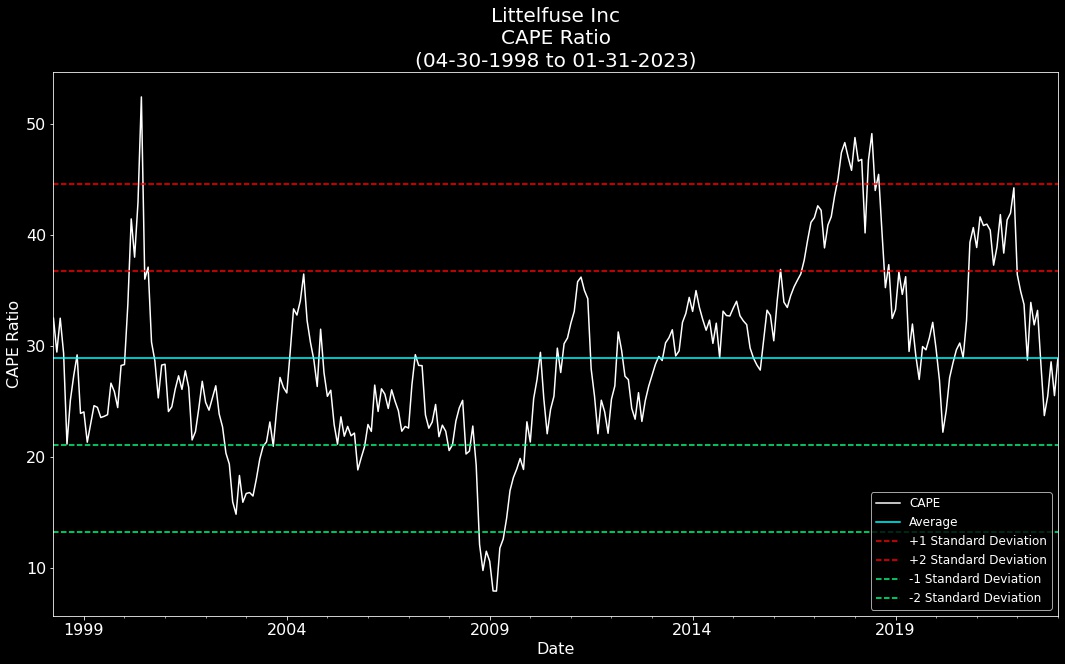 Littelfuse Inc
CAPE Ratio
(04-30-1998 to 01-31-2023)
50
40
30
20
10
CAPE Ratio
1999
2004
2009
2014
2019
Date
CAPE
Average
+1 Standard Deviation
+2 Standard Deviation
-1 Standard Deviation
-2 Standard Deviation